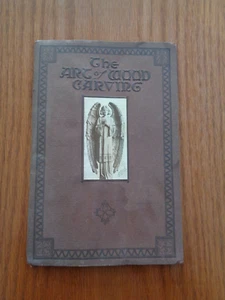 The
ART of WOOD
CARVING